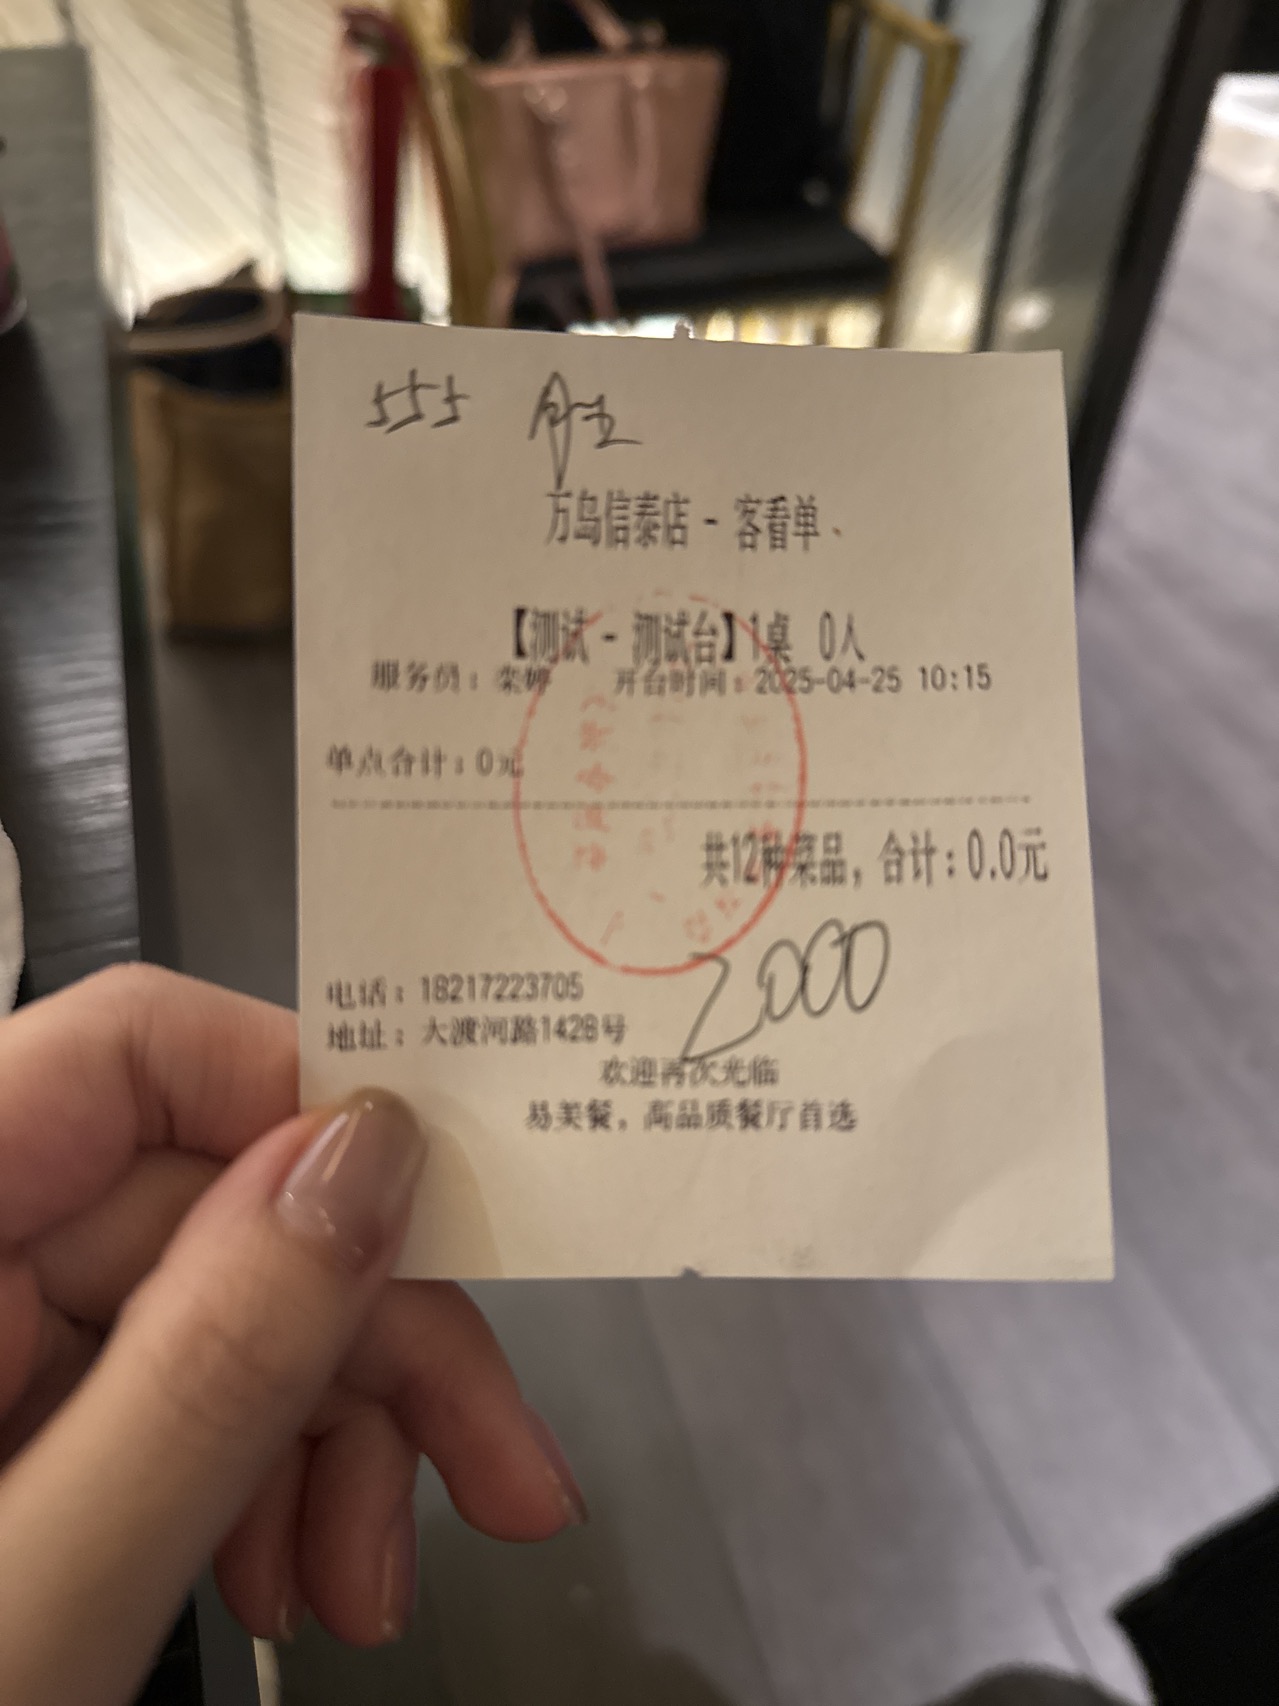 555
万岛信泰店 - 客看单
【测试 - 测试台】1桌 0人
服务员：栾婷 开台时间：2025-04-25 10:15
单点合计：0元
共12种菜品，合计：0.0元
2000
电话：18217223705
地址：大渡河路1428号
欢迎再次光临
易美餐，高品质餐厅首选